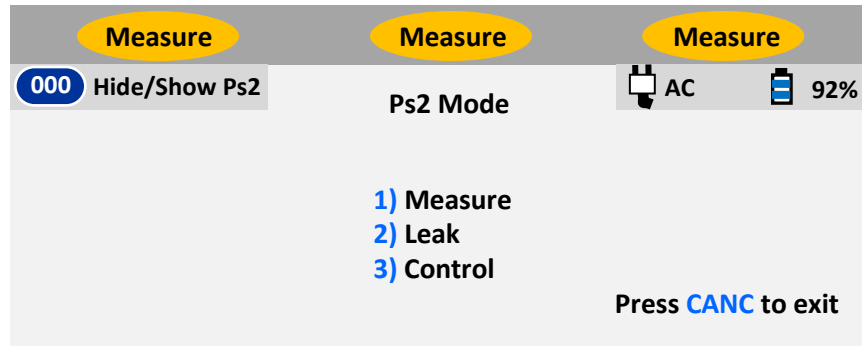 Measure Measure Measure
000 Hide/Show Ps2
Ps2 Mode
AC 92%
1) Measure
2) Leak
3) Control
Press CANC to exit